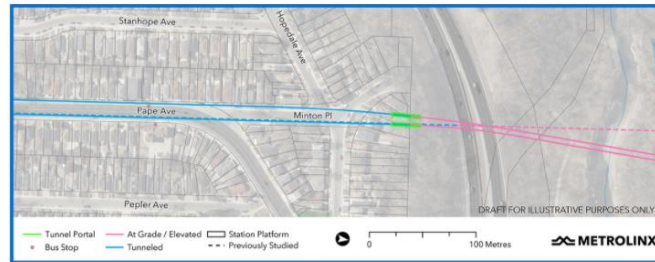 Stanhope Ave
Hopedale Ave
Pape Ave
Minton Pl
Pepler Ave
DRAFT FOR ILLUSTRATIVE PURPOSES ONLY
Tunnel Portal
At Grade / Elevated
Station Platform
Bus Stop
Tunneled
Previously Studied
0
100 Metres
METROLINX